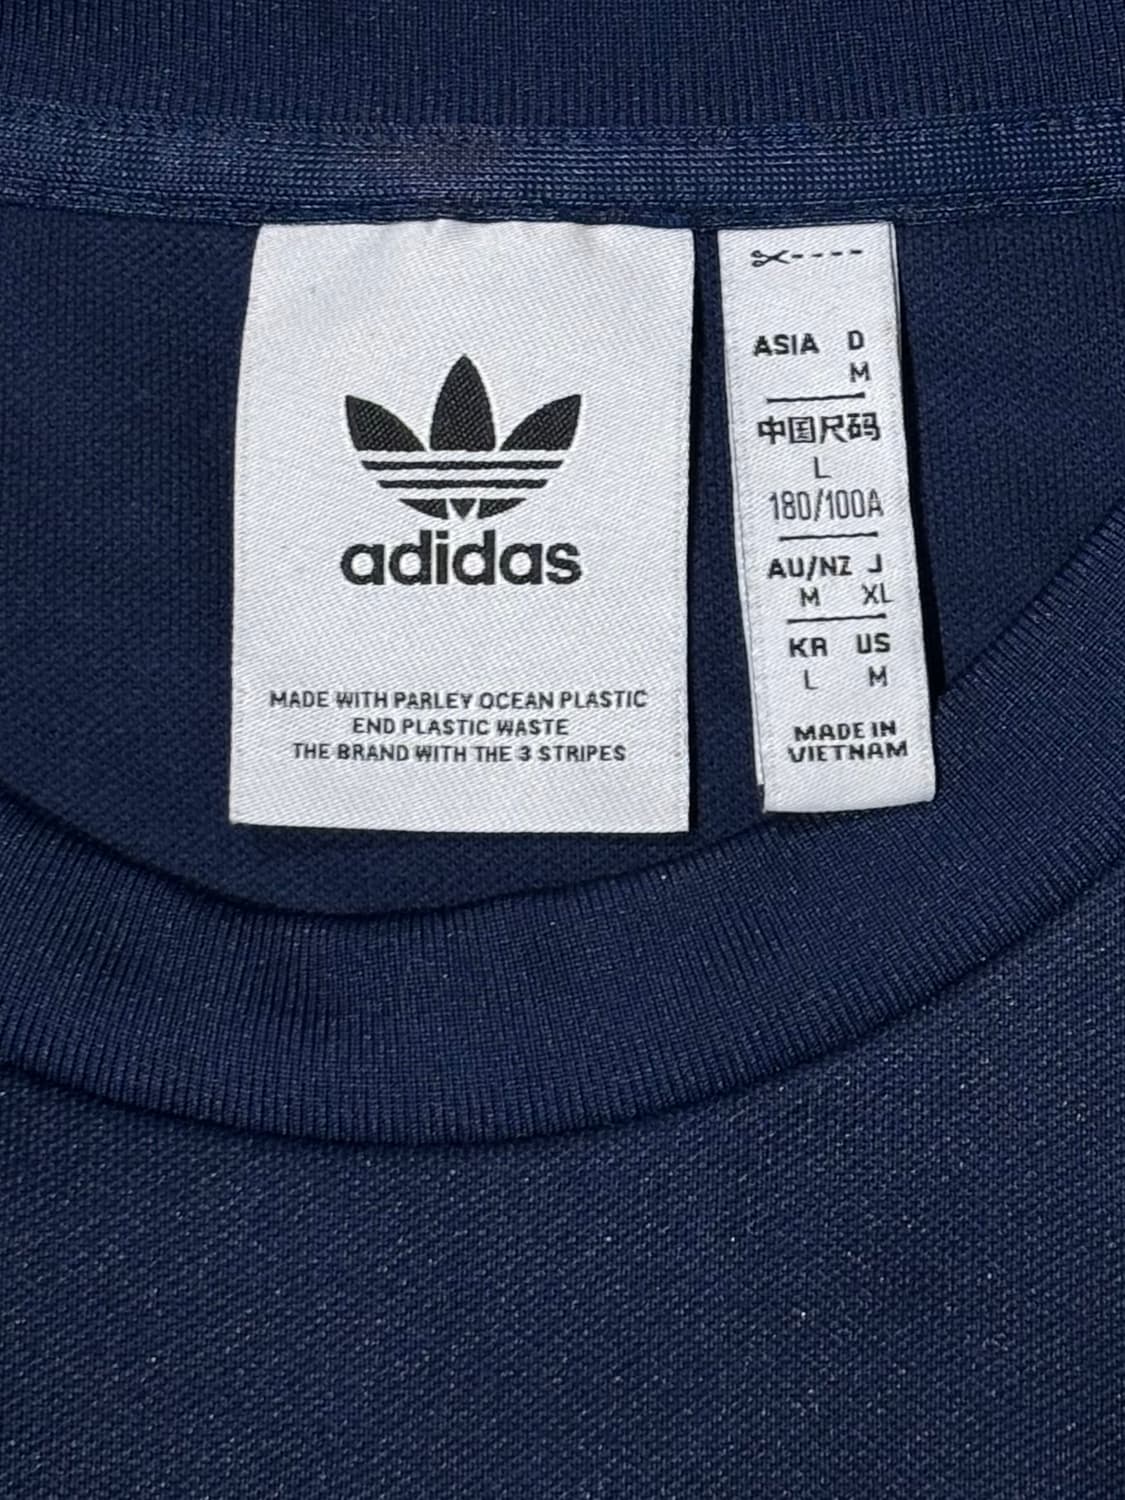 adidas
MADE WITH PARLEY OCEAN PLASTIC
END PLASTIC WASTE
THE BRAND WITH THE 3 STRIPES
ASIA D
M
中国尺码
L
180/100A
AU/NZ J
M XL
KR US
L M
MADE IN
VIETNAM